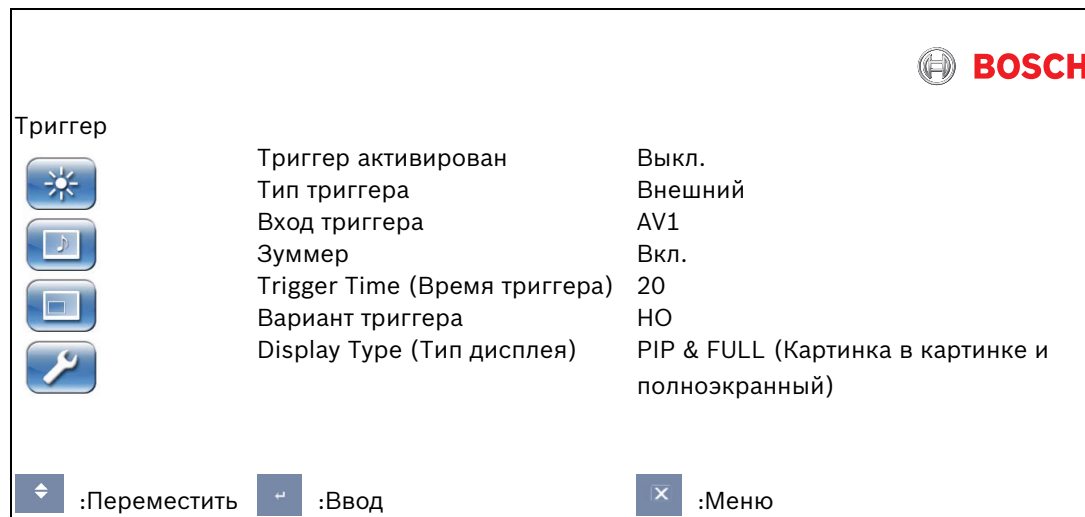 BOSCH
Триггер
Триггер активирован Выкл.
Тип триггера Внешний
Вход триггера AV1
Зуммер Вкл.
Trigger Time (Время триггера) 20
Вариант триггера НО
Display Type (Тип дисплея) PIP & FULL (Картинка в картинке и
полноэкранный)
:Переместить :Ввод :Меню